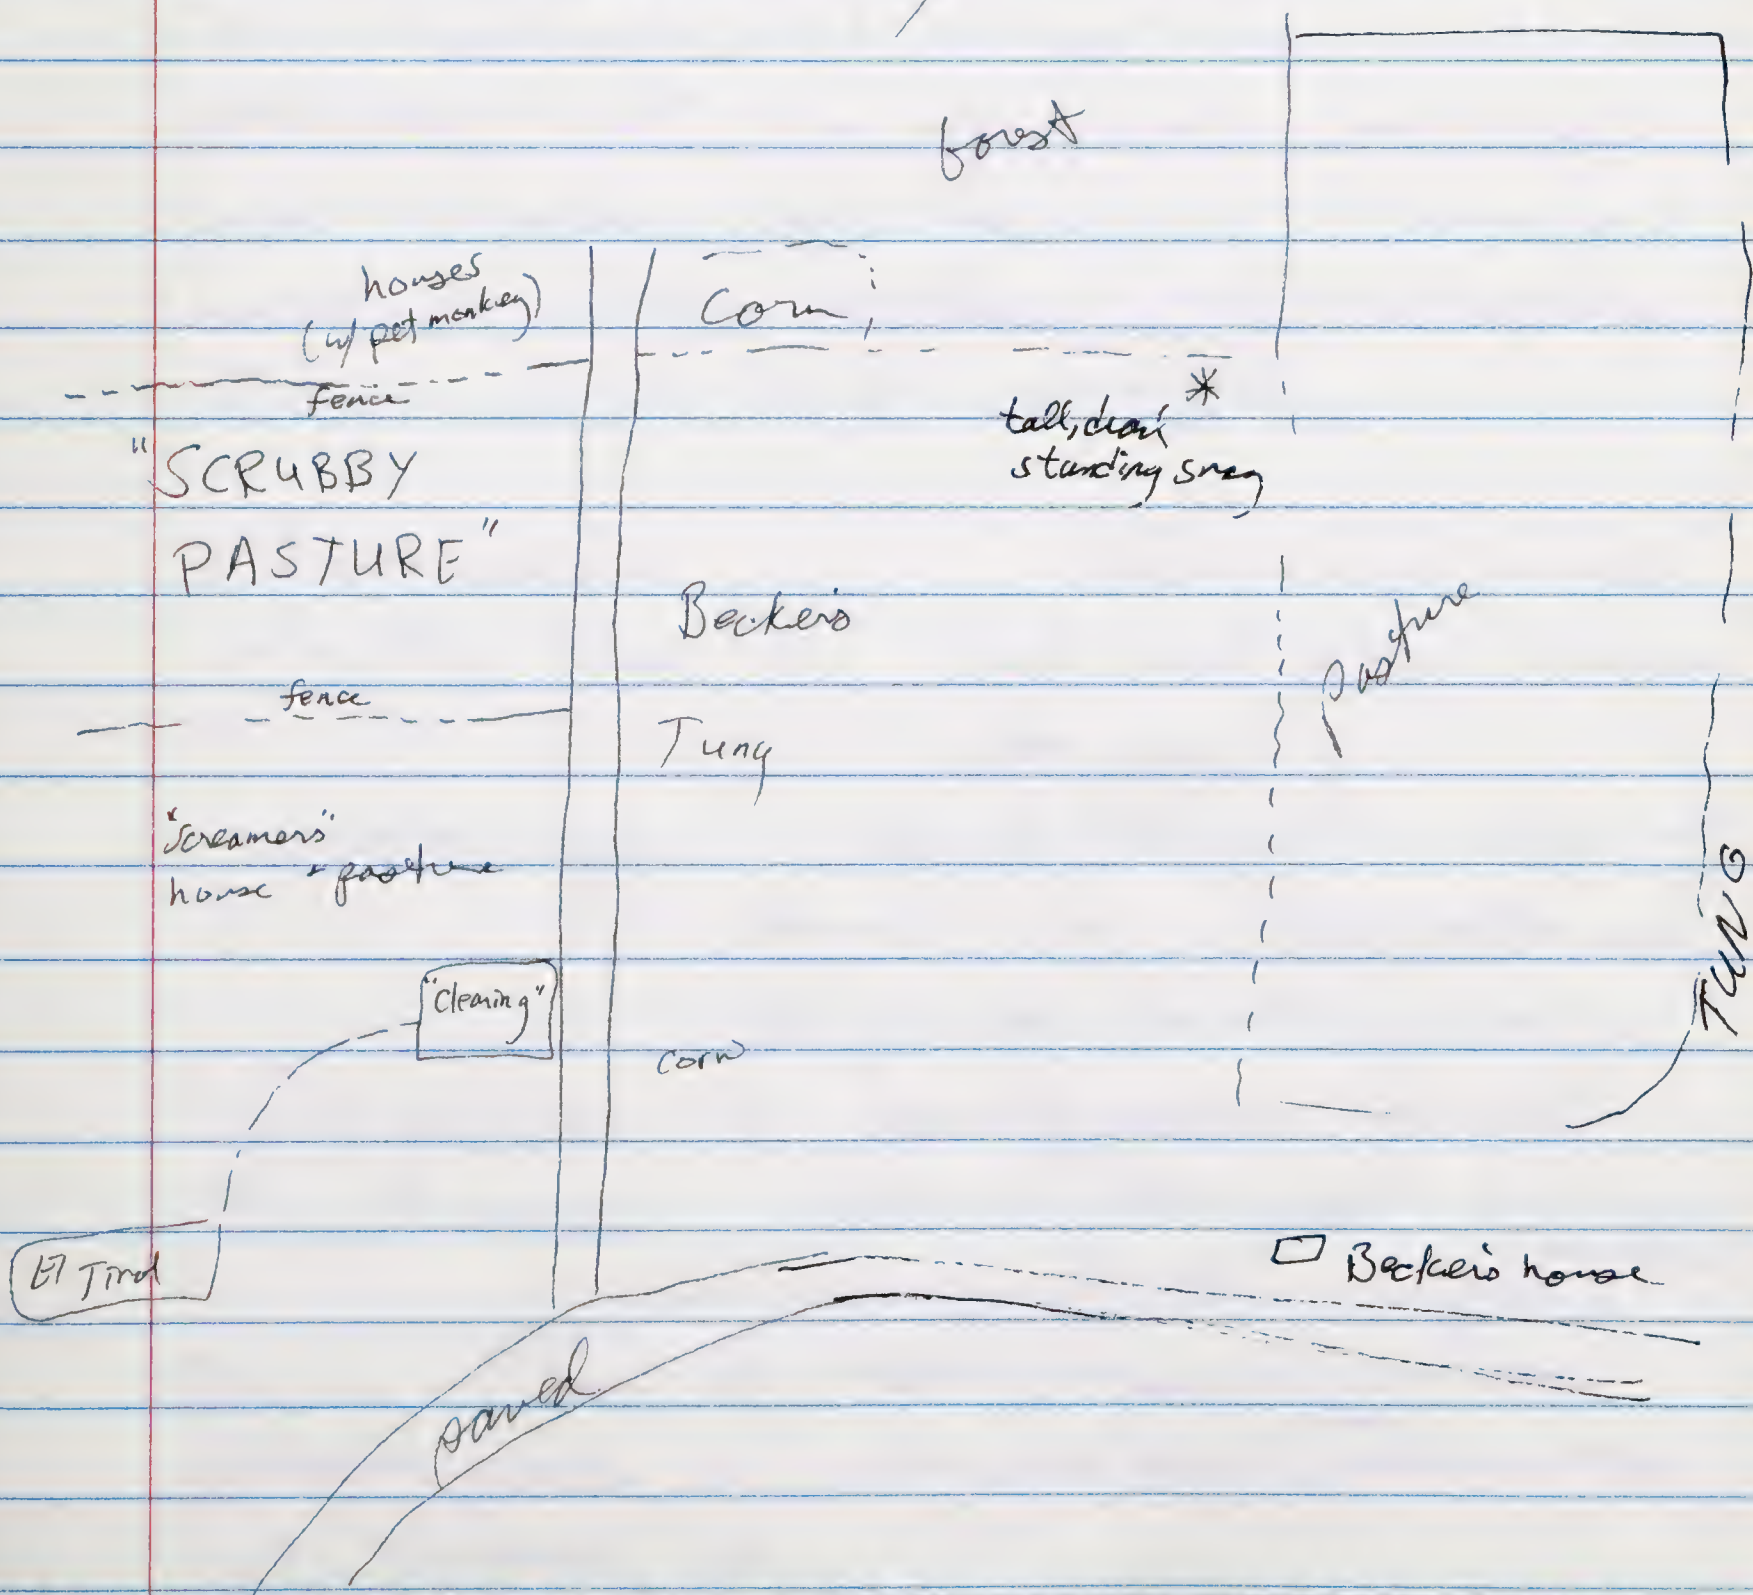 forest
houses
(w/ pet monkey)
Corn
fence
"SCRUBBY
PASTURE"
tall, dead
standing snag
Becker's
pasture
fence
Tung
"Screamers"
house + pasture
"Clearing"
TUNG
corn
El Tirol
Becker's house
paved